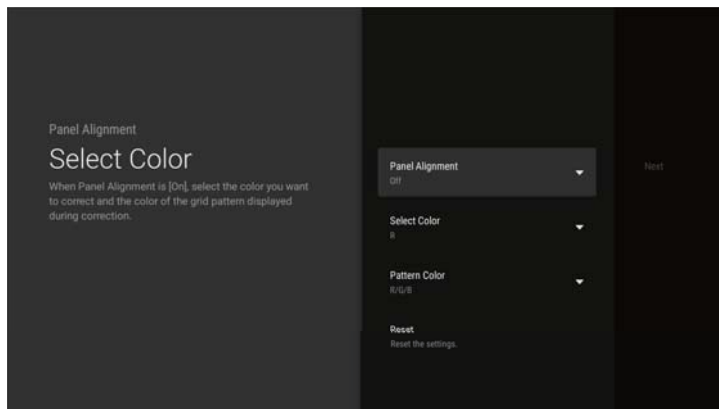 Panel Alignment
Select Color
When Panel Alignment is [On], select the color you want
to correct and the color of the grid pattern displayed
during correction.
Panel Alignment
Off
Select Color
R
Pattern Color
R/G/B
Reset
Reset the settings.
Next